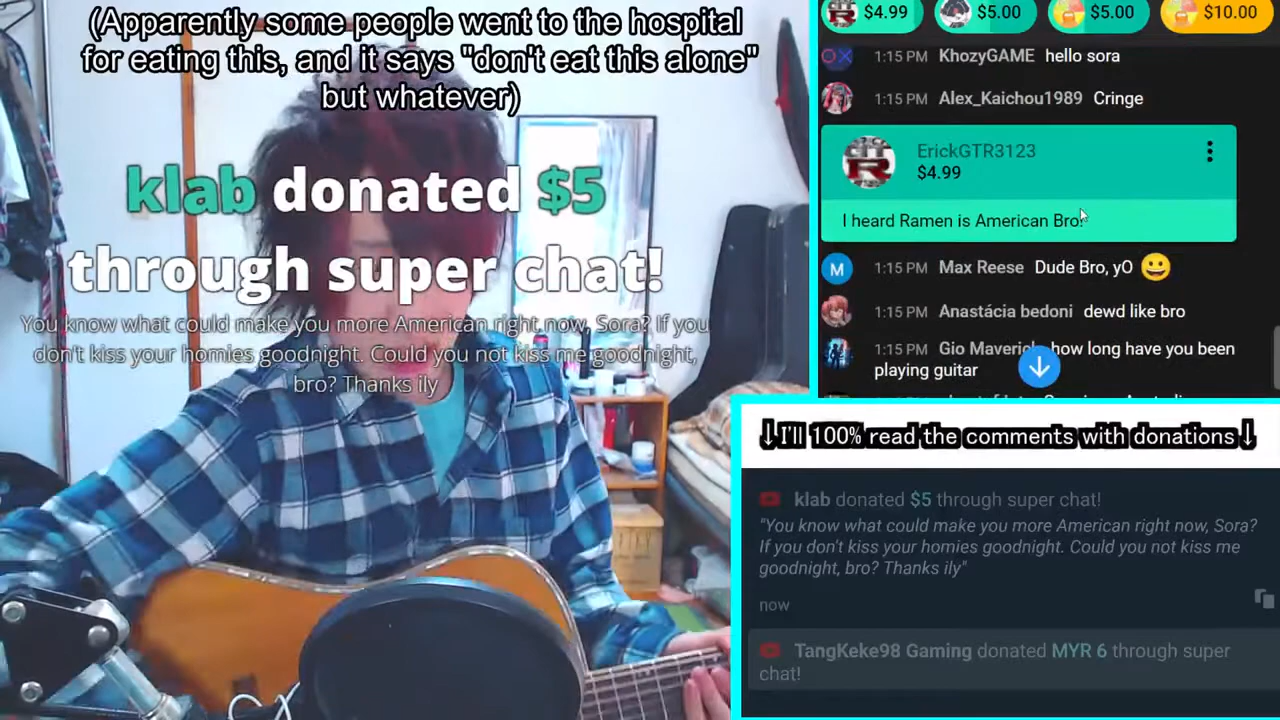 (Apparently some people went to the hospital
for eating this, and it says "don't eat this alone"
but whatever)
klab donated $5
through super chat!
You know what could make you more American right now, Sora? If you
don't kiss your homies goodnight. Could you not kiss me goodnight,
bro? Thanks ily
$4.99 $5.00 $5.00 $10.00
1:15 PM KhozyGAME hello sora
1:15 PM Alex_Kaichou1989 Cringe
ErickGTR3123
$4.99
I heard Ramen is American Bro!
1:15 PM Max Reese Dude Bro, yO 😀
1:15 PM Anastácia bedoni dewd like bro
1:15 PM Gio Maverick how long have you been
playing guitar
↓I'll 100% read the comments with donations↓
klab donated $5 through super chat!
"You know what could make you more American right now, Sora?
If you don't kiss your homies goodnight. Could you not kiss me
goodnight, bro? Thanks ily"
now
TangKeke98 Gaming donated MYR 6 through super
chat!